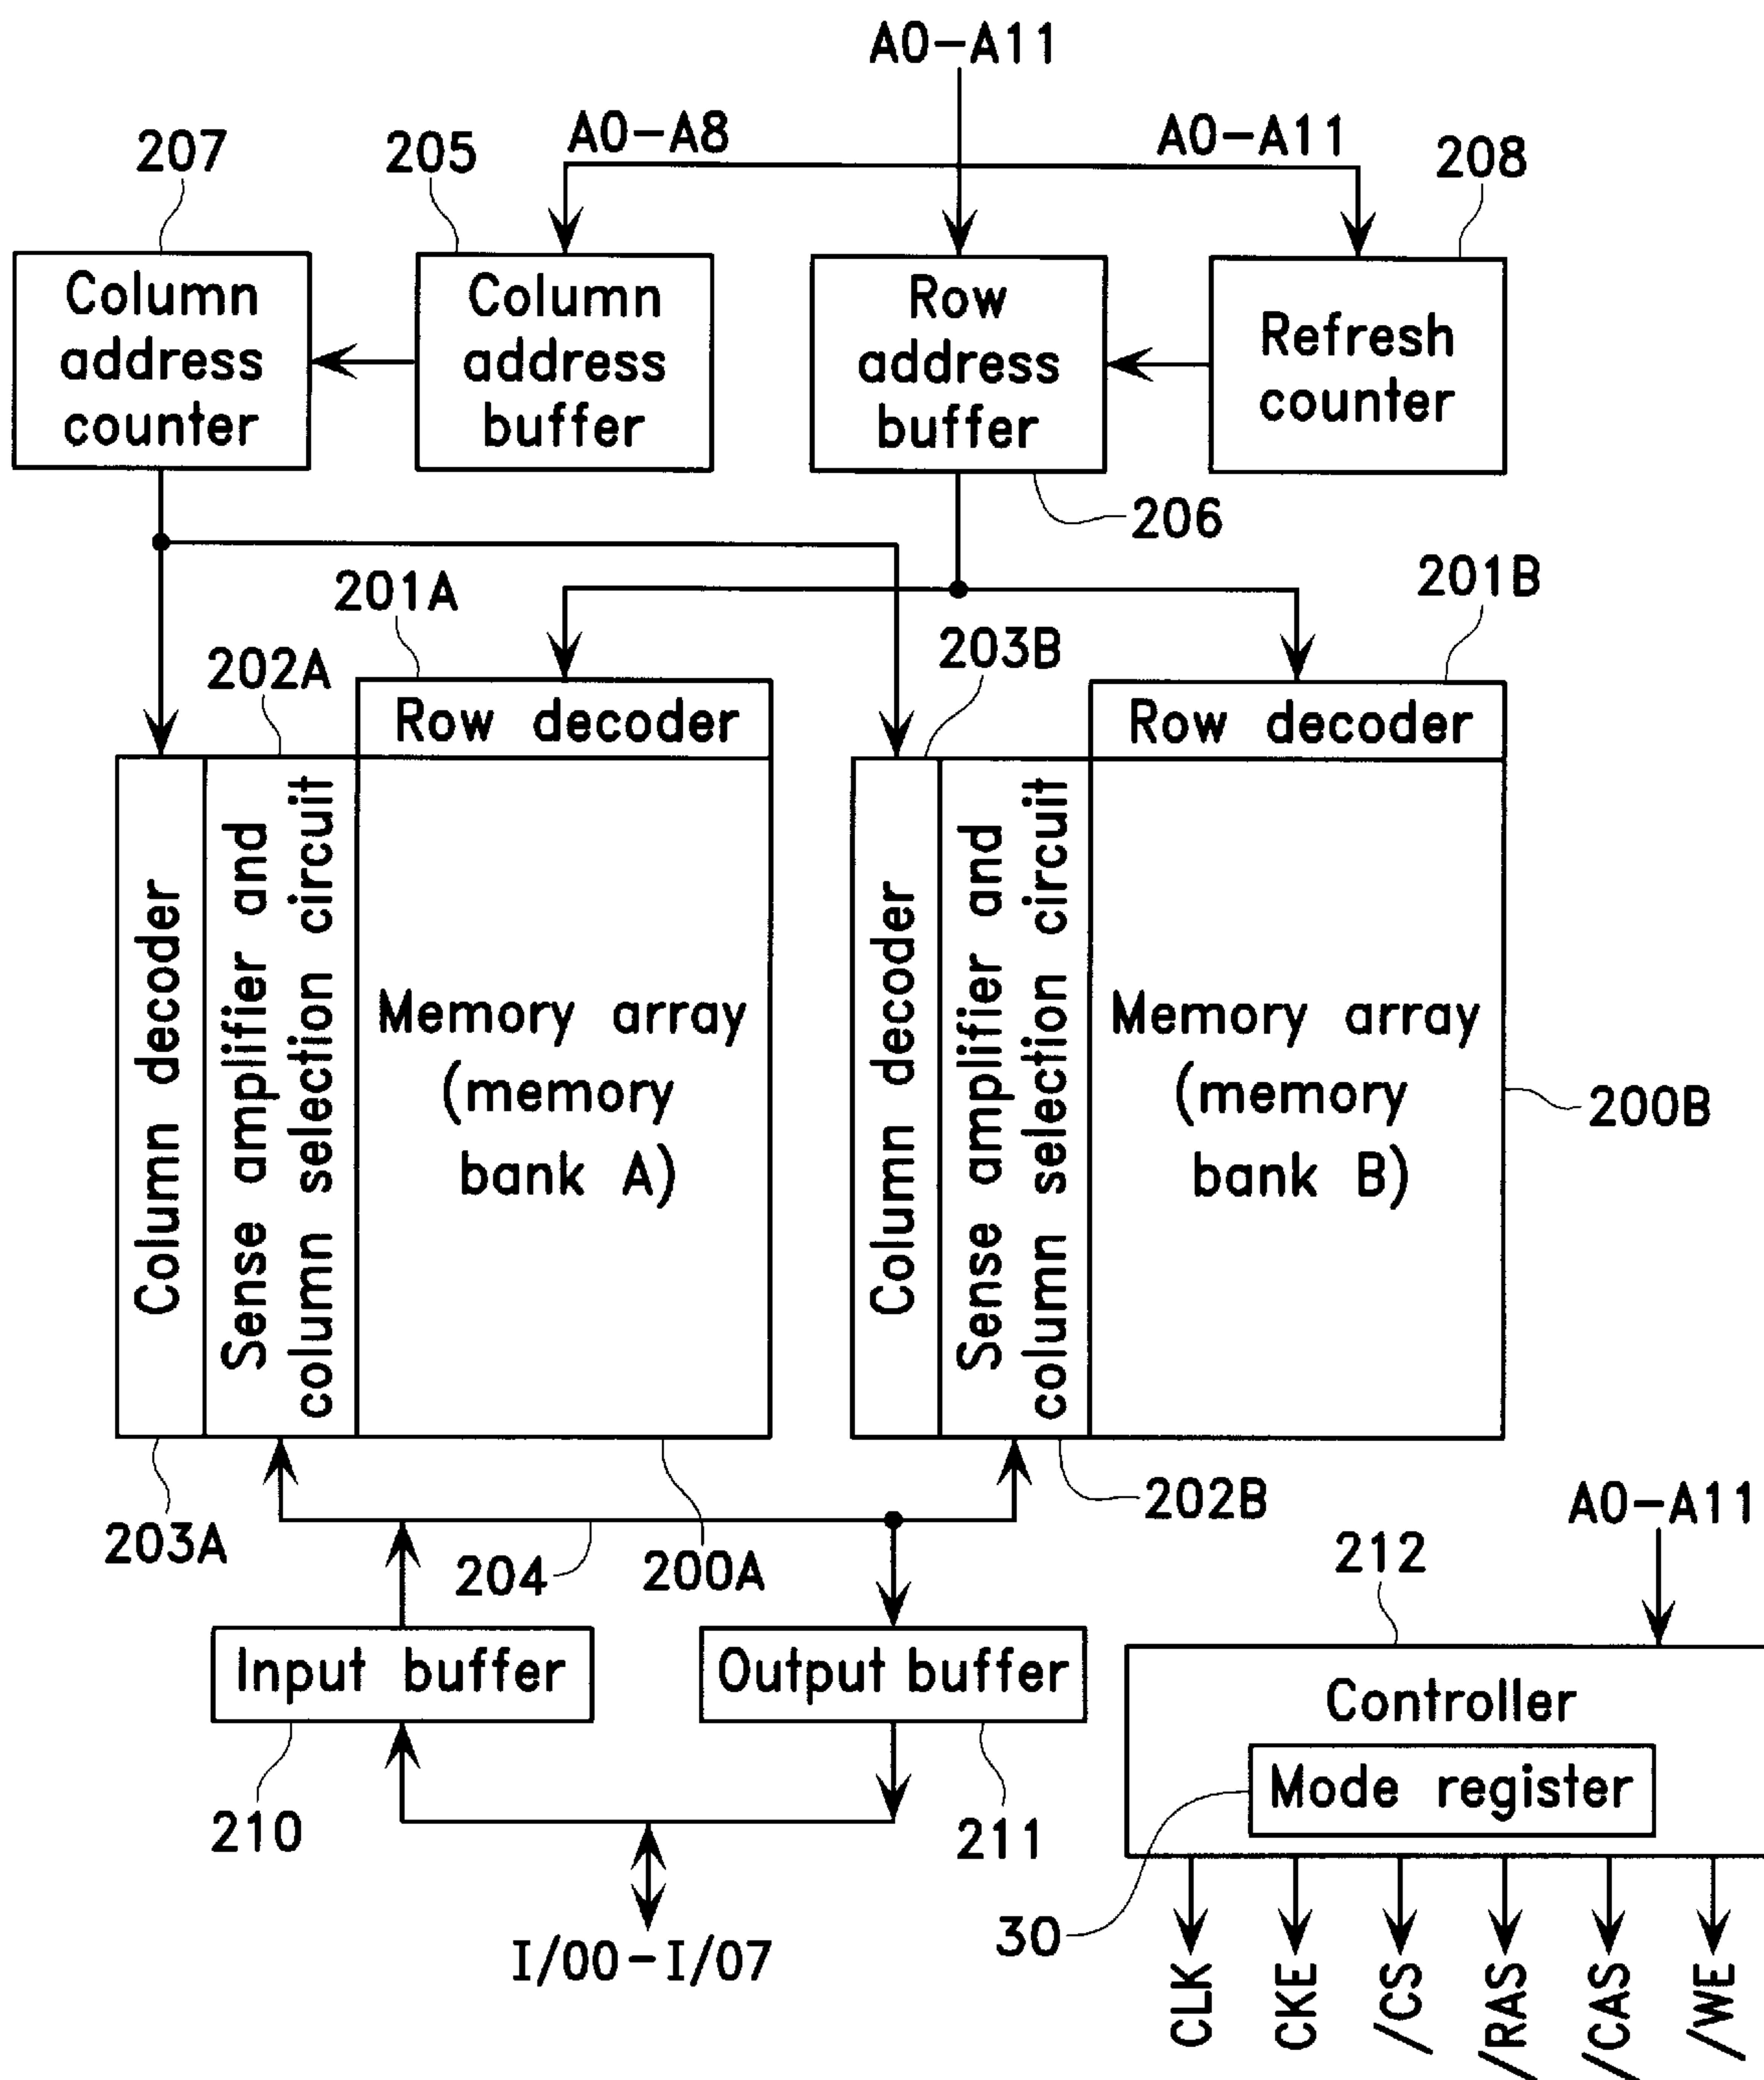 A0-A11
A0-A8
A0-A11
207
205
208
Column
address
counter
Column
address
buffer
Row
address
buffer
Refresh
counter
206
201A
201B
202A
203B
Row decoder
Row decoder
Column decoder
Sense amplifier and
column selection circuit
Memory array
(memory
bank A)
Column decoder
Sense amplifier and
column selection circuit
Memory array
(memory
bank B)
200B
203A
204
200A
202B
A0-A11
212
Input buffer
Output buffer
Controller
Mode register
210
211
30
I/O0-I/O7
CLK
CKE
/CS
/RAS
/CAS
/WE